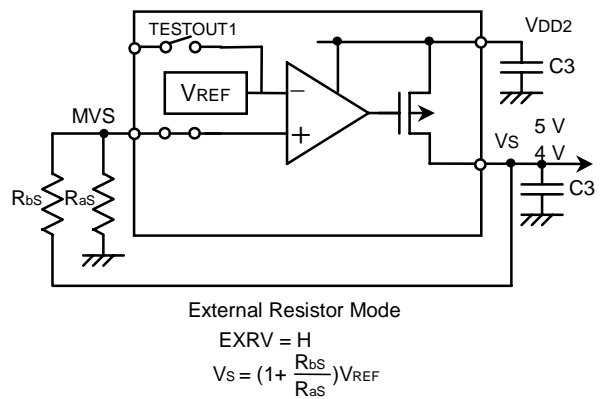 TESTOUT1
VDD2
C3
VREF
−
+
MVS
VS
5 V
4 V
C3
RbS
RaS
External Resistor Mode
EXRV = H
VS = (1+ RbS/RaS)VREF